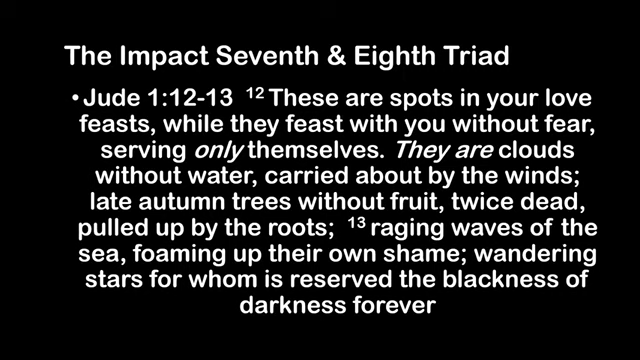 The Impact Seventh & Eighth Triad
• Jude 1:12-13 12 These are spots in your love
feasts, while they feast with you without fear,
serving only themselves. They are clouds
without water, carried about by the winds;
late autumn trees without fruit, twice dead,
pulled up by the roots; 13 raging waves of the
sea, foaming up their own shame; wandering
stars for whom is reserved the blackness of
darkness forever